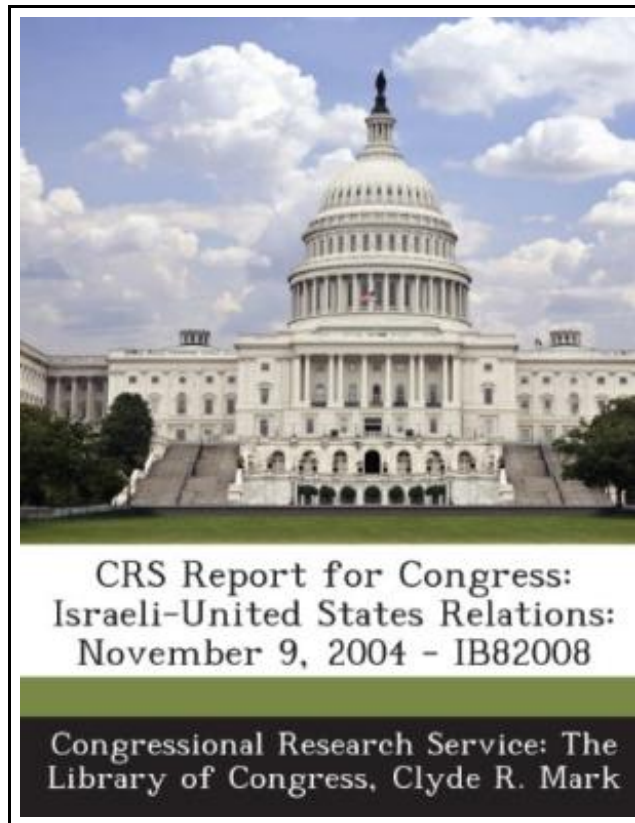 CRS Report for Congress:
Israeli-United States Relations:
November 9, 2004 - IB82008
Congressional Research Service: The
Library of Congress, Clyde R. Mark